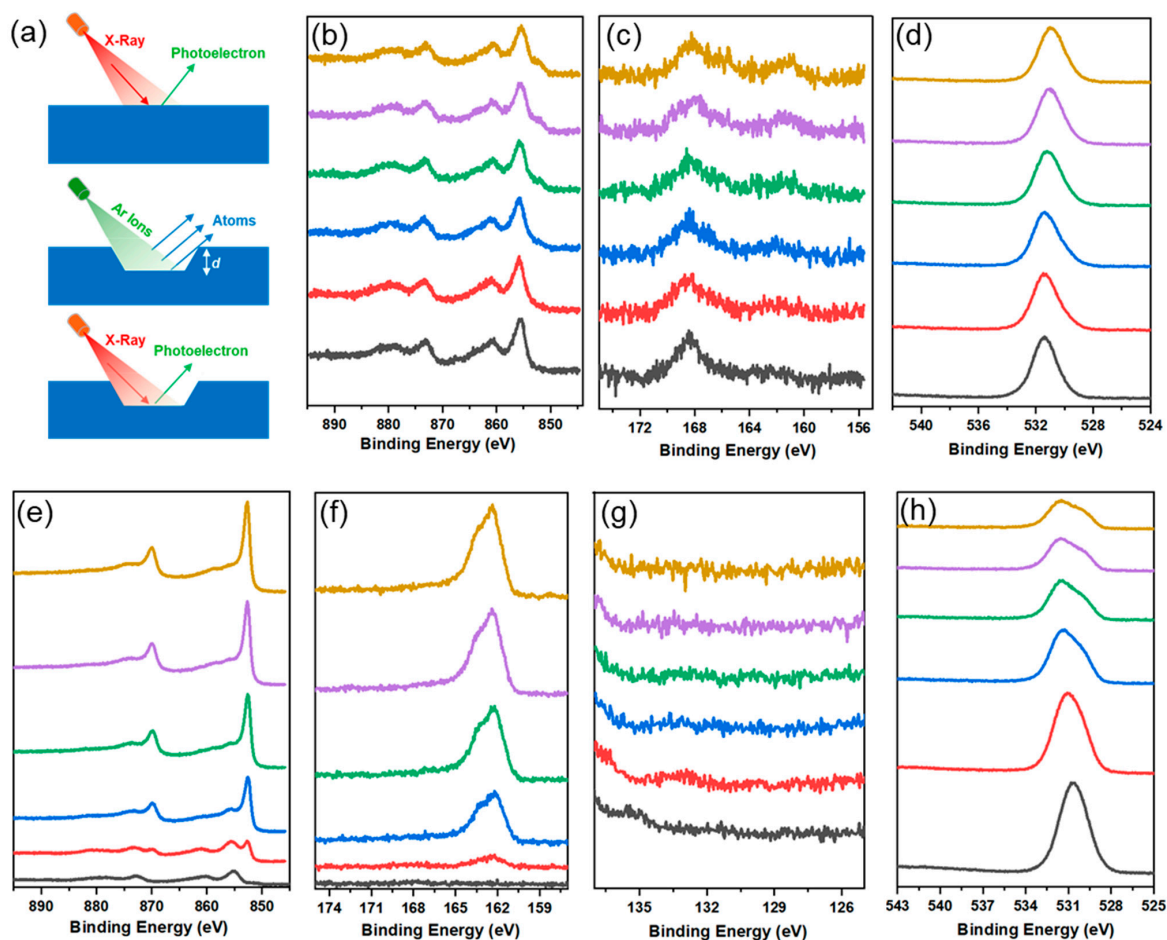 (a)
X-Ray
Photoelectron
Ar Ions
Atoms
d
X-Ray
Photoelectron
(b)
890 880 870 860 850
Binding Energy (eV)
(c)
172 168 164 160 156
Binding Energy (eV)
(d)
540 536 532 528 524
Binding Energy (eV)
(e)
890 880 870 860 850
Binding Energy (eV)
(f)
174 171 168 165 162 159
Binding Energy (eV)
(g)
135 132 129 126
Binding Energy (eV)
(h)
543 540 537 534 531 528 525
Binding Energy (eV)